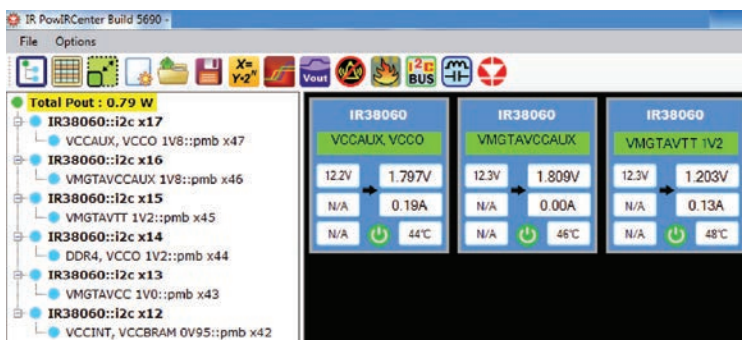 IR PowIRCenter Build 5690 -
File Options
X=
Y·2ⁿ
Vout
I²C
BUS
Total Pout : 0.79 W
IR38060::i2c x17
VCCAUX, VCCO 1V8::pmb x47
IR38060::i2c x16
VMGTAVCCAUX 1V8::pmb x46
IR38060::i2c x15
VMGTAVTT 1V2::pmb x45
IR38060::i2c x14
DDR4, VCCO 1V2::pmb x44
IR38060::i2c x13
VMGTAVCC 1V0::pmb x43
IR38060::i2c x12
VCCINT, VCCBRAM 0V95::pmb x42
IR38060
VCCAUX, VCCO
12.2V 1.797V
N/A 0.19A
N/A 44°C
IR38060
VMGTAVCCAUX
12.3V 1.809V
N/A 0.00A
N/A 46°C
IR38060
VMGTAVTT 1V2
12.3V 1.203V
N/A 0.13A
N/A 48°C